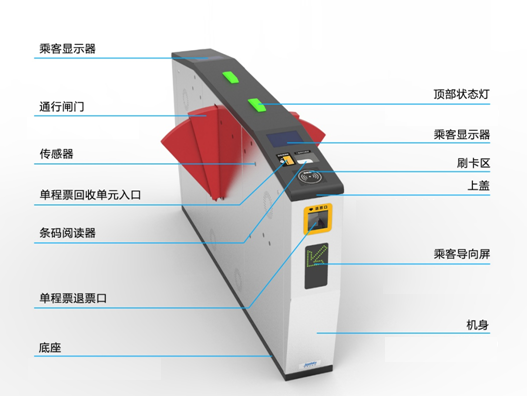 乘客显示器
通行闸门
传感器
单程票回收单元入口
条码阅读器
单程票退票口
底座
顶部状态灯
乘客显示器
刷卡区
上盖
乘客导向屏
机身